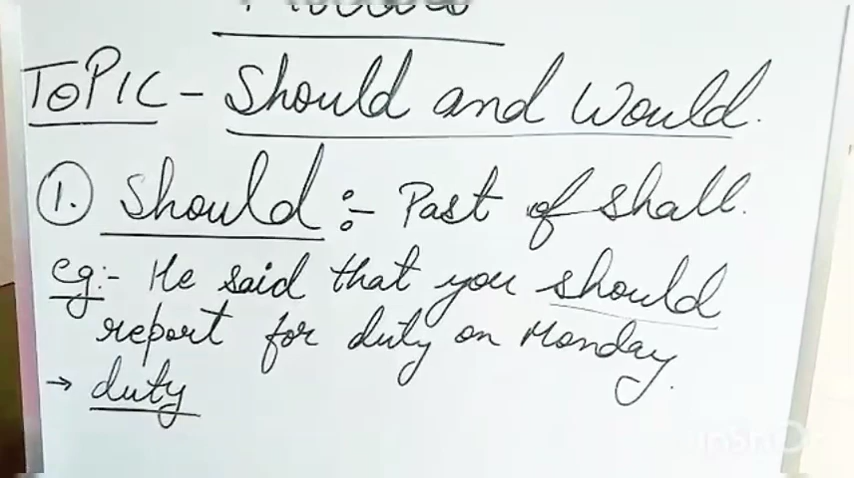 TOPIC - Should and Would.
1. Should :- Past of shall.
eg:- He said that you should
report for duty on Monday.
→ duty